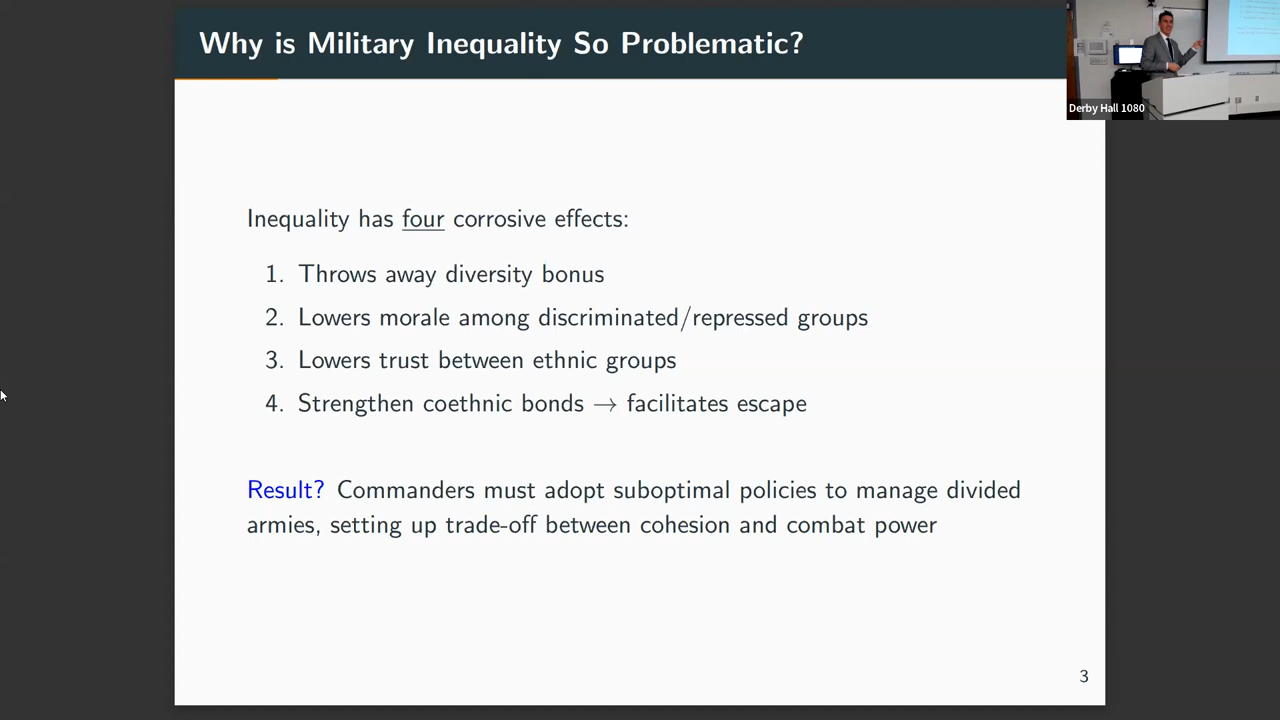 Why is Military Inequality So Problematic?
Derby Hall 1080
Inequality has four corrosive effects:
1. Throws away diversity bonus
2. Lowers morale among discriminated/repressed groups
3. Lowers trust between ethnic groups
4. Strengthen coethnic bonds → facilitates escape
Result? Commanders must adopt suboptimal policies to manage divided
armies, setting up trade-off between cohesion and combat power
3